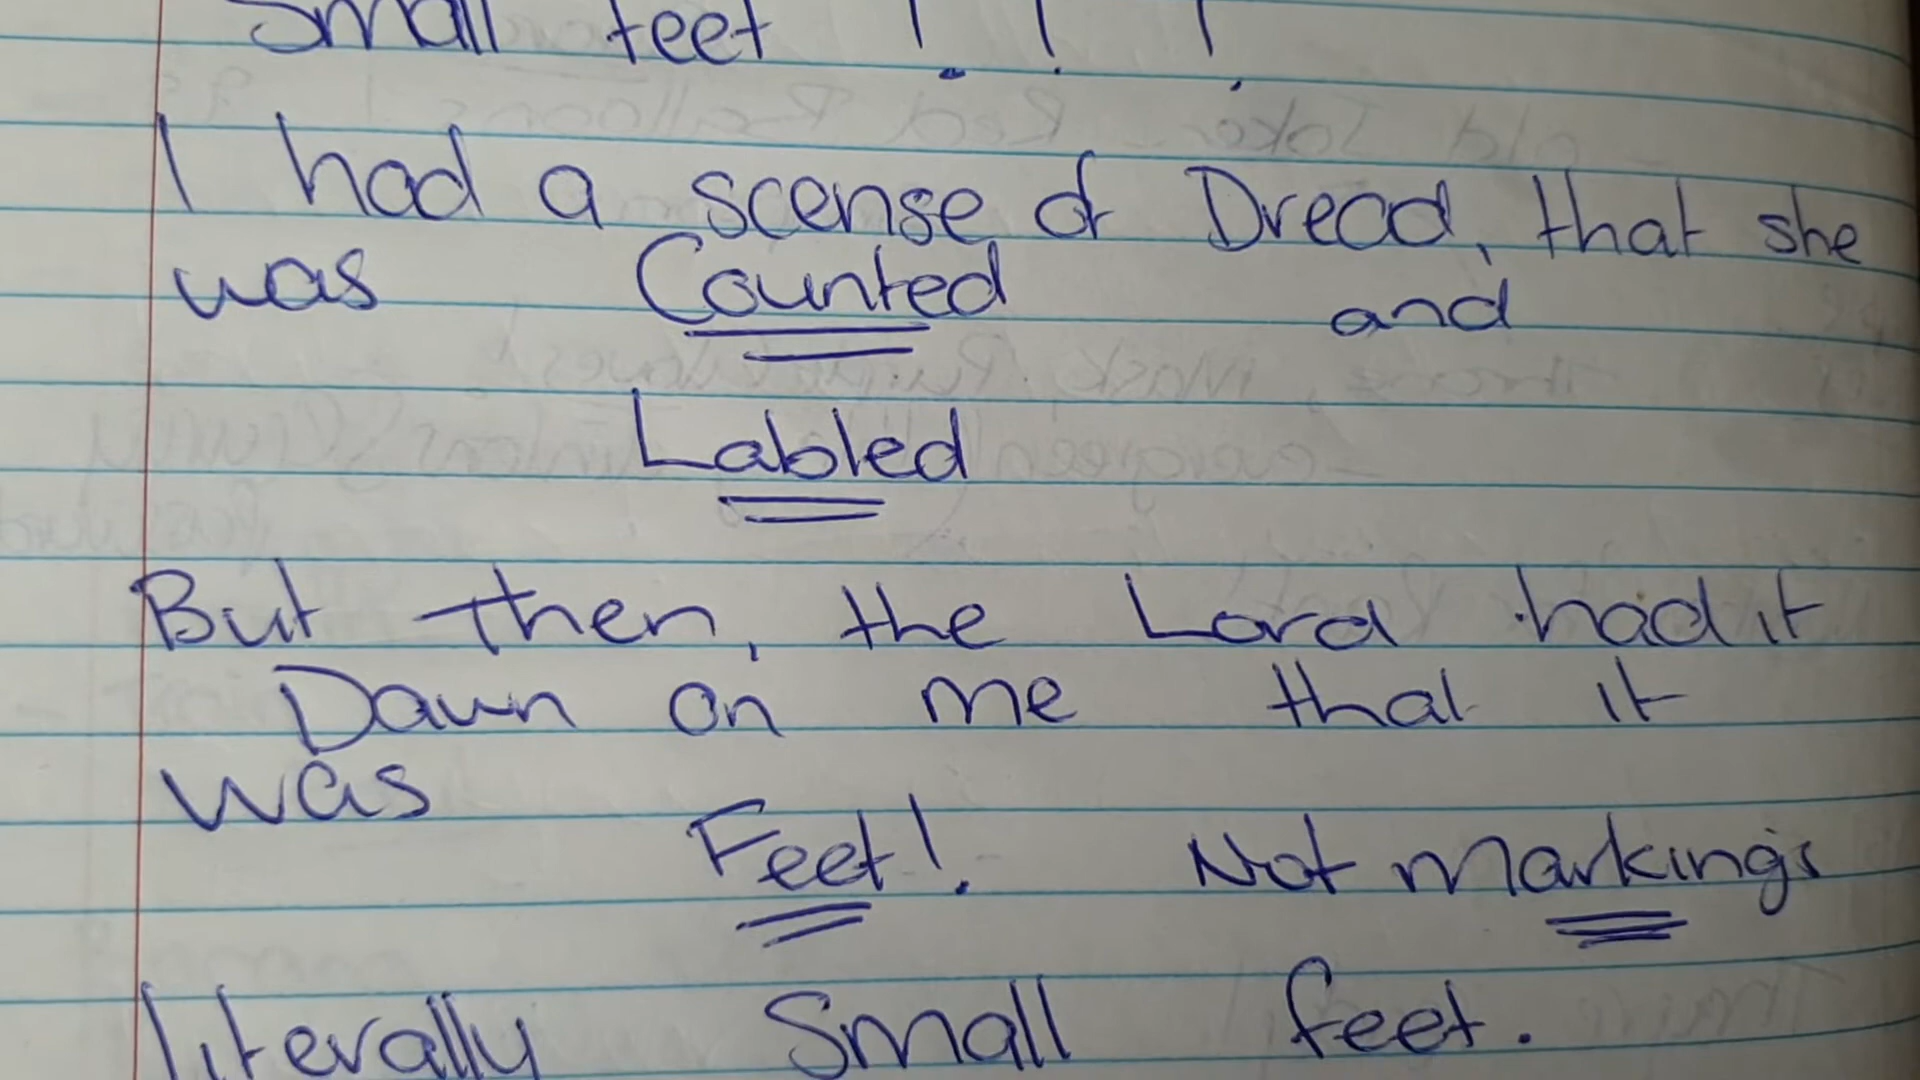 Small feet !!!
I had a scense of Dread, that she
was Counted and
Labled
But then, the Lord had it
Dawn on me that it
was
Feet! Not markings
literally Small feet.